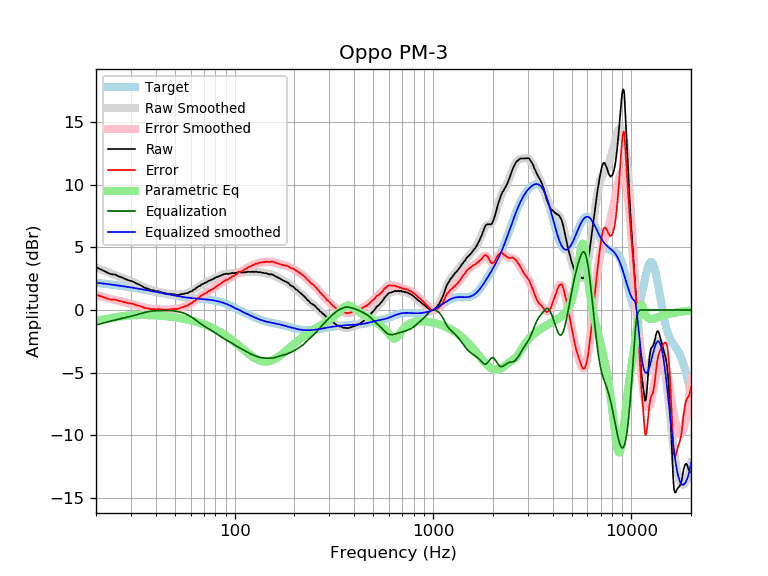 Oppo PM-3
Target
Raw Smoothed
Error Smoothed
Raw
Error
Parametric Eq
Equalization
Equalized smoothed
Amplitude (dBr)
15
10
5
0
−5
−10
−15
100
1000
10000
Frequency (Hz)